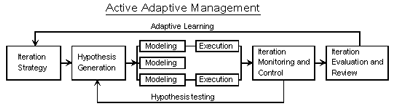 Active Adaptive Management
Adaptive Learning
Iteration
Strategy
Hypothesis
Generation
Modeling
Execution
Modeling
Modeling
Execution
Iteration
Monitoring and
Control
Iteration
Evaluation and
Review
Hypothesis testing